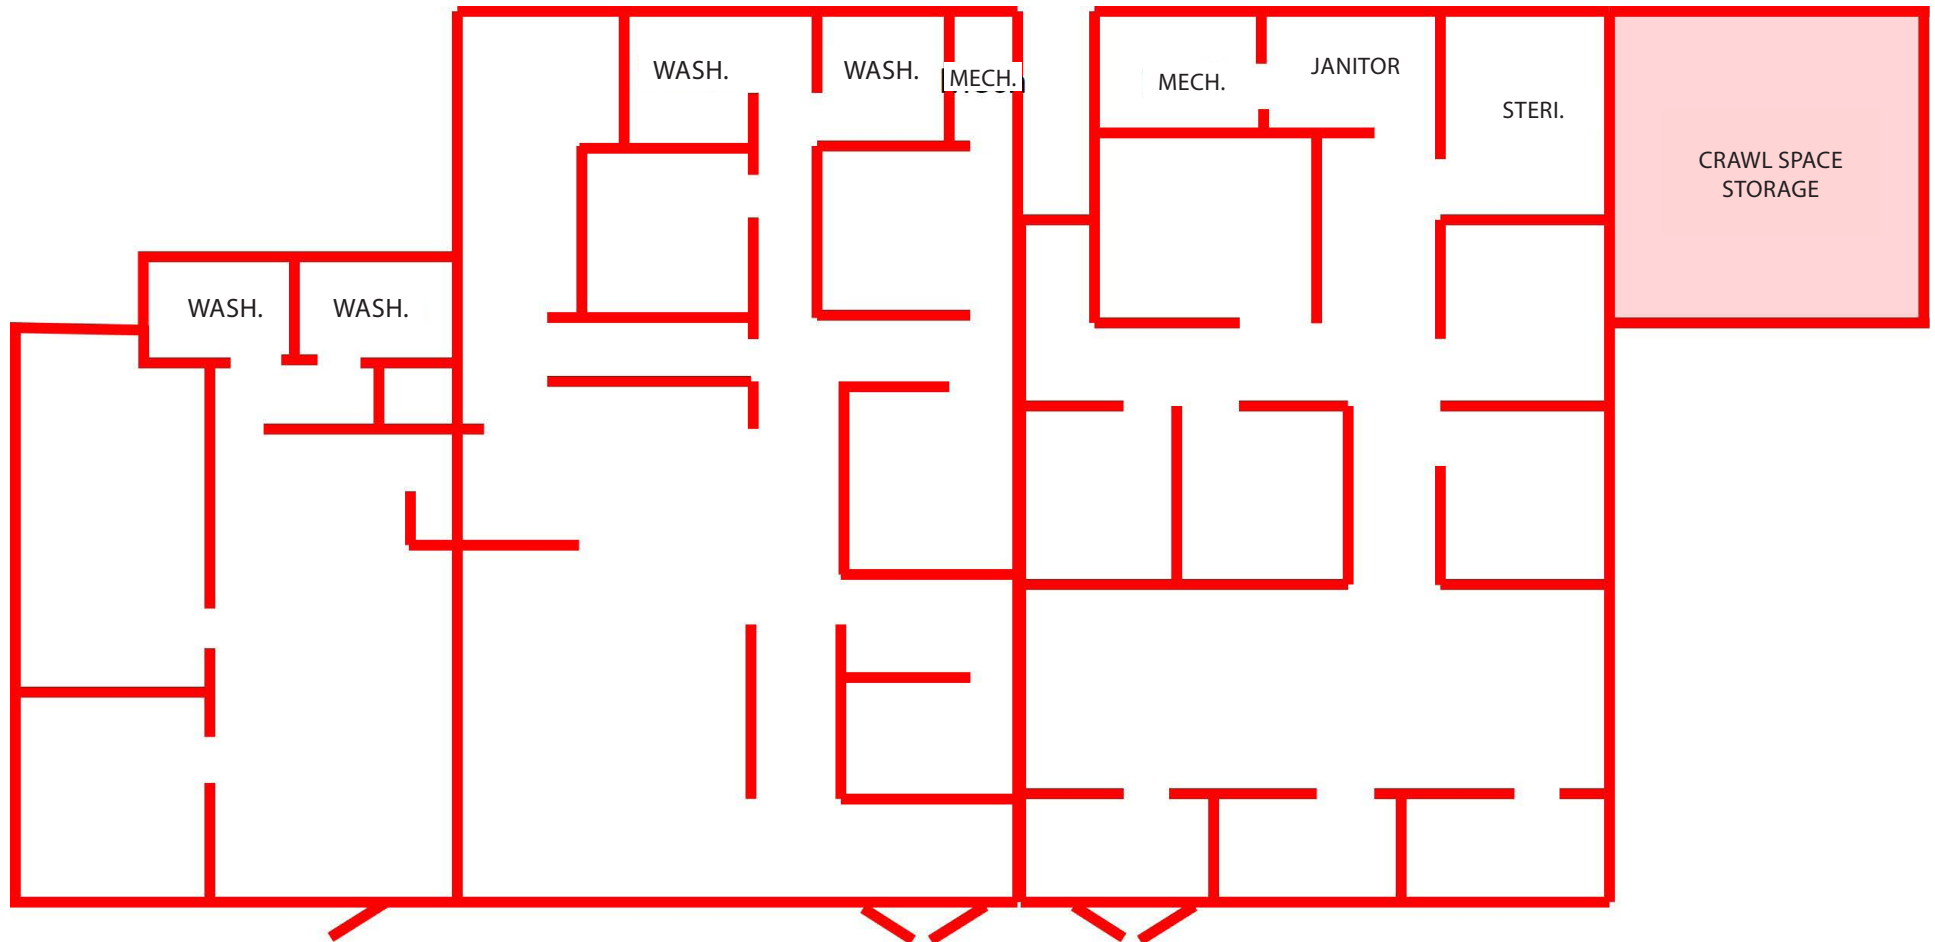 WASH.
WASH.
MECH.
MECH.
JANITOR
STERI.
CRAWL SPACE
STORAGE
WASH.
WASH.